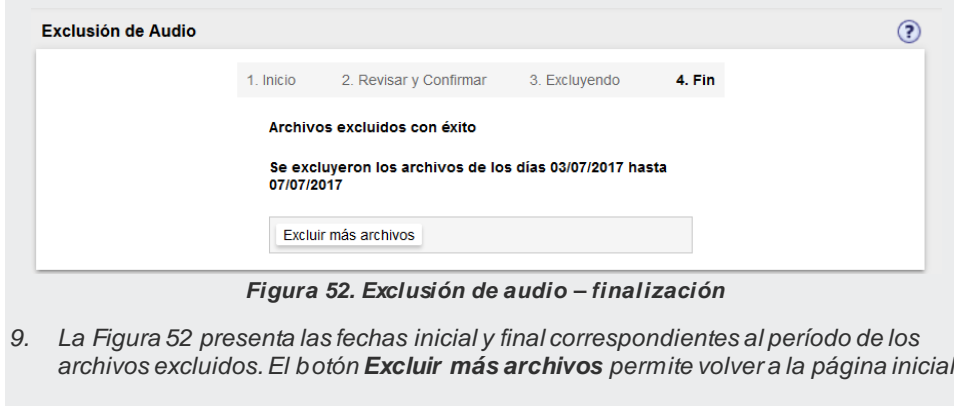 Exclusión de Audio
?
1. Inicio 2. Revisar y Confirmar 3. Excluyendo 4. Fin
Archivos excluidos con éxito
Se excluyeron los archivos de los días 03/07/2017 hasta
07/07/2017
Excluir más archivos
Figura 52. Exclusión de audio – finalización
9. La Figura 52 presenta las fechas inicial y final correspondientes al período de los
archivos excluidos. El botón Excluir más archivos permite volver a la página inicial